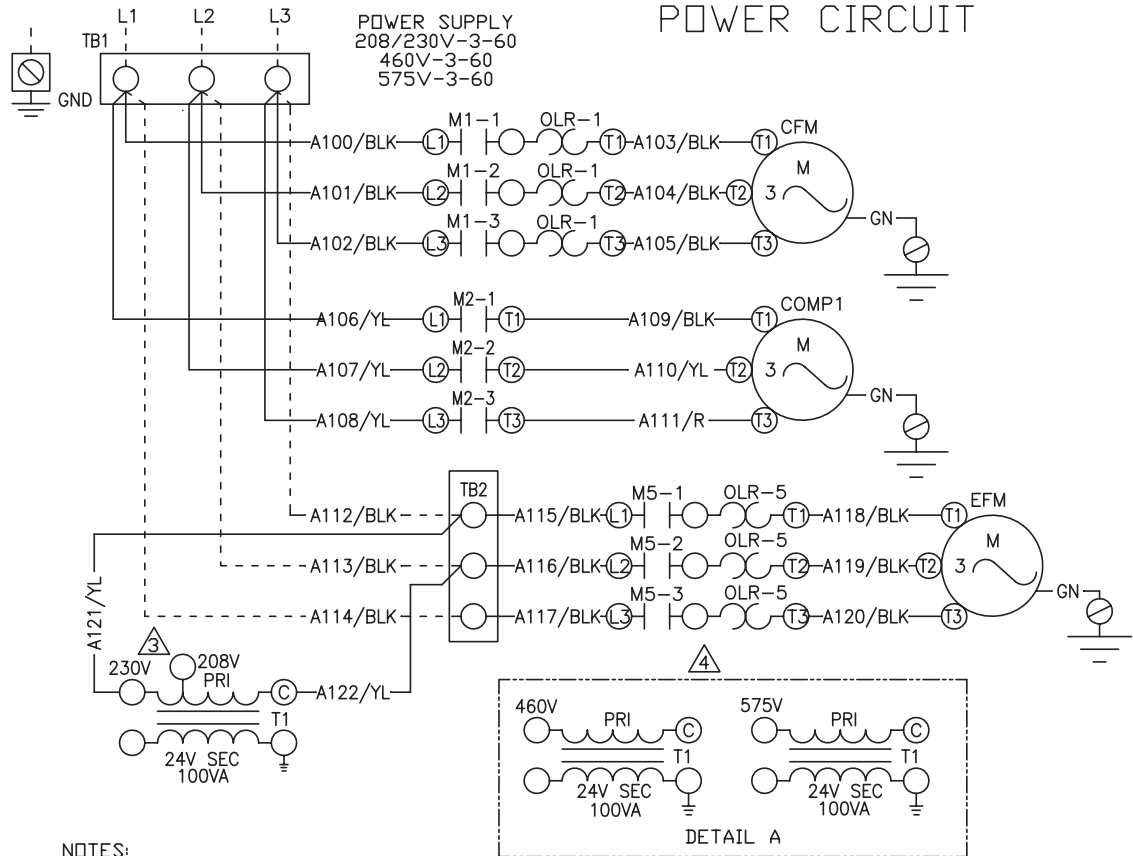 POWER CIRCUIT
L1 L2 L3
POWER SUPPLY
208/230V-3-60
460V-3-60
575V-3-60
TB1
GND
M1-1 OLR-1 CFM
A100/BLK L1 T1 A103/BLK T1
M
M1-2 OLR-1
A101/BLK L2 T2 A104/BLK T2 3
M1-3 OLR-1
GN
A102/BLK L3 T3 A105/BLK T3
M2-1 COMP1
A106/YL L1 T1 A109/BLK T1
M
M2-2
A107/YL L2 T2 A110/YL T2 3
M2-3
GN
A108/YL L3 T3 A111/R T3
TB2
M5-1 OLR-5 EFM
A112/BLK A115/BLK L1 T1 A118/BLK T1
M
M5-2 OLR-5
A113/BLK A116/BLK L2 T2 A119/BLK T2 3
M5-3 OLR-5
GN
A114/BLK A117/BLK L3 T3 A120/BLK T3
A121/YL
3
4
230V 208V
PRI
C A122/YL
T1
24V SEC
100VA
460V PRI C
T1
24V SEC
100VA
575V PRI C
T1
24V SEC
100VA
DETAIL A
NOTES: